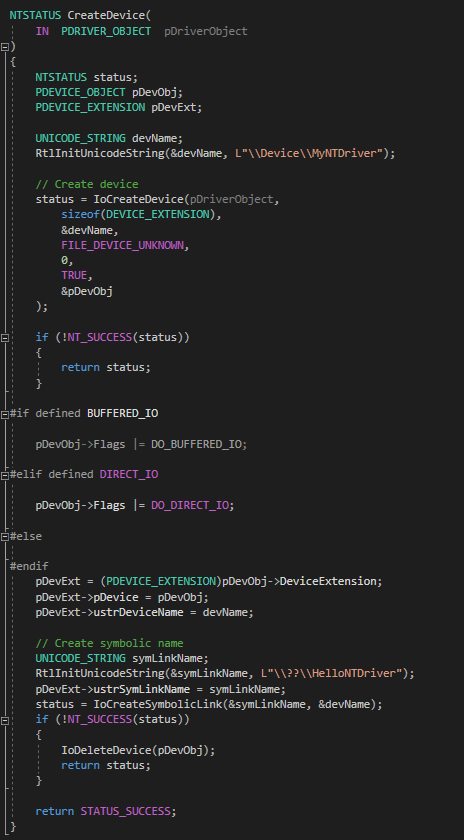 NTSTATUS CreateDevice(
    IN  PDRIVER_OBJECT  pDriverObject
)
{
    NTSTATUS status;
    PDEVICE_OBJECT pDevObj;
    PDEVICE_EXTENSION pDevExt;

    UNICODE_STRING devName;
    RtlInitUnicodeString(&devName, L"\\Device\\MyNTDriver");

    // Create device
    status = IoCreateDevice(pDriverObject,
        sizeof(DEVICE_EXTENSION),
        &devName,
        FILE_DEVICE_UNKNOWN,
        0,
        TRUE,
        &pDevObj
    );

    if (!NT_SUCCESS(status))
    {
        return status;
    }

#if defined BUFFERED_IO

    pDevObj->Flags |= DO_BUFFERED_IO;

#elif defined DIRECT_IO

    pDevObj->Flags |= DO_DIRECT_IO;

#else

#endif
    pDevExt = (PDEVICE_EXTENSION)pDevObj->DeviceExtension;
    pDevExt->pDevice = pDevObj;
    pDevExt->ustrDeviceName = devName;

    // Create symbolic name
    UNICODE_STRING symLinkName;
    RtlInitUnicodeString(&symLinkName, L"\\??\\HelloNTDriver");
    pDevExt->ustrSymLinkName = symLinkName;
    status = IoCreateSymbolicLink(&symLinkName, &devName);
    if (!NT_SUCCESS(status))
    {
        IoDeleteDevice(pDevObj);
        return status;
    }

    return STATUS_SUCCESS;
}